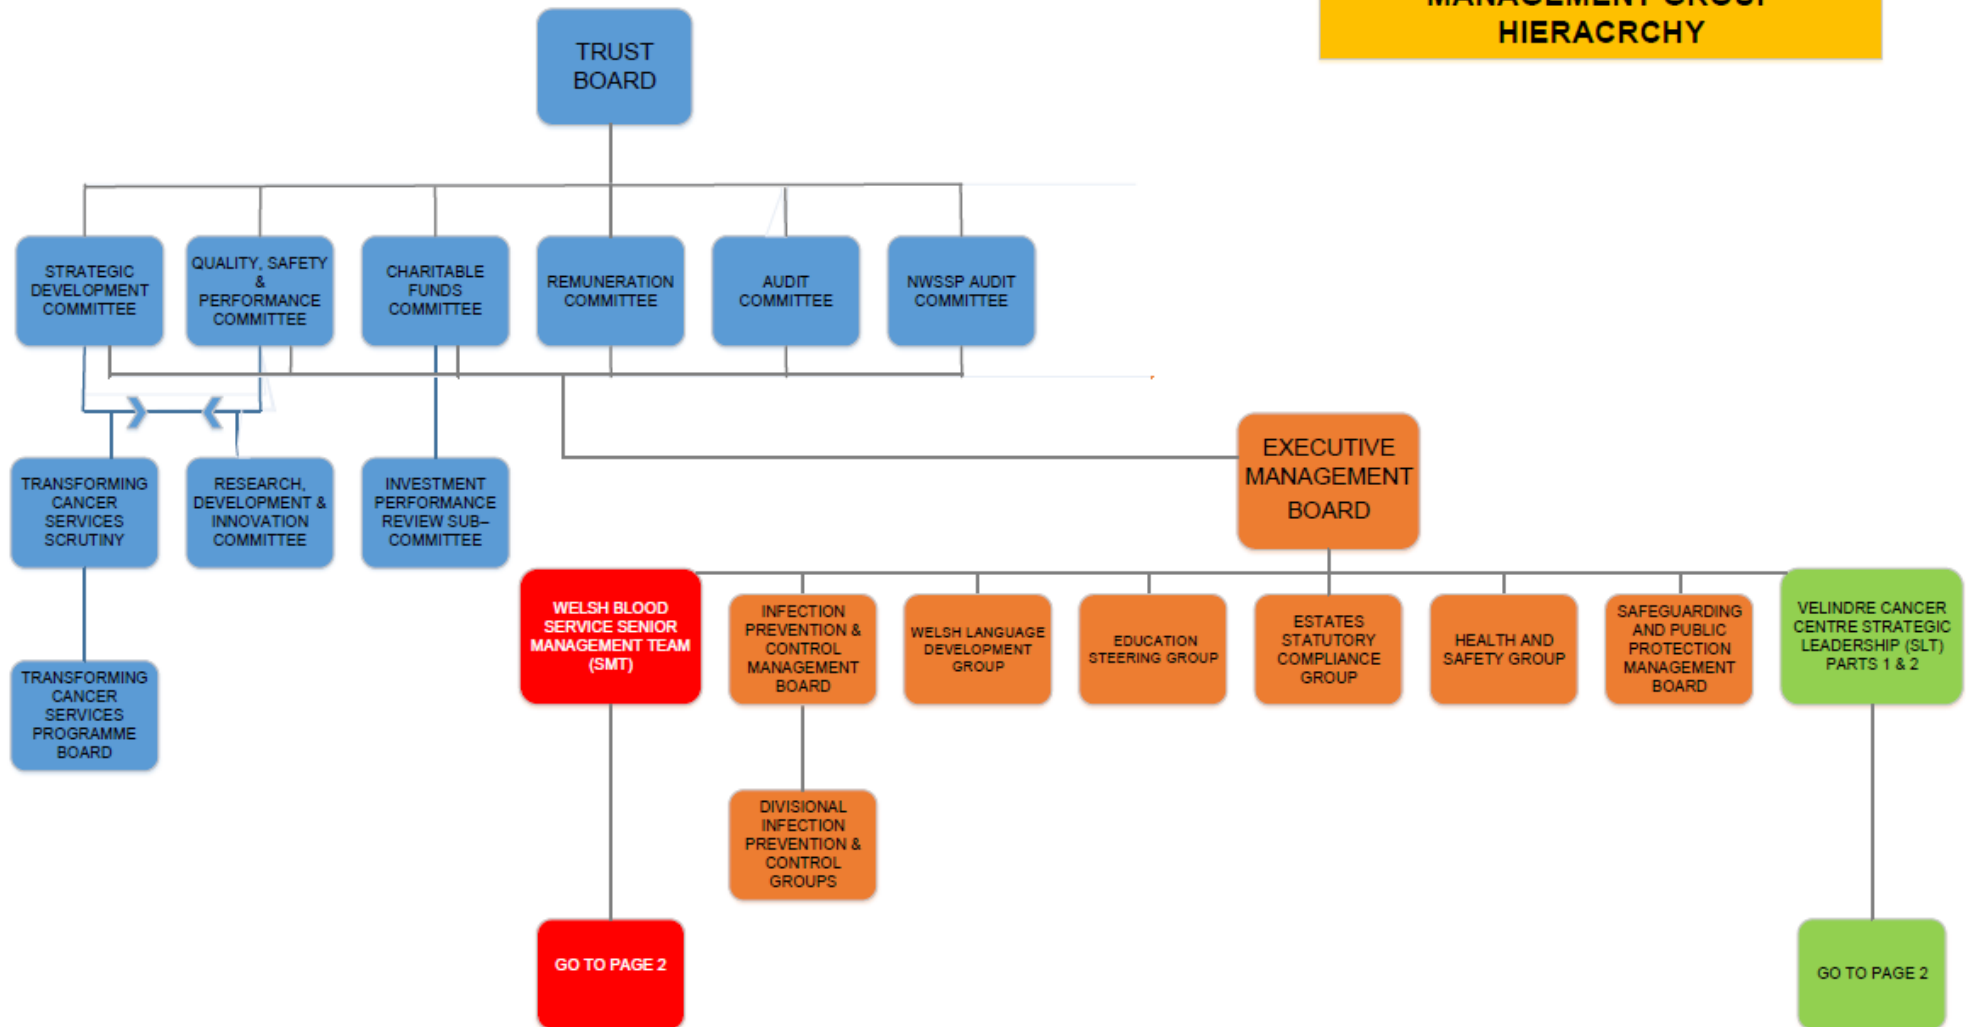 MANAGEMENT GROUP
HIERACRCHY
TRUST
BOARD
STRATEGIC
DEVELOPMENT
COMMITTEE
QUALITY, SAFETY
&
PERFORMANCE
COMMITTEE
CHARITABLE
FUNDS
COMMITTEE
REMUNERATION
COMMITTEE
AUDIT
COMMITTEE
NWSSP AUDIT
COMMITTEE
TRANSFORMING
CANCER
SERVICES
SCRUTINY
RESEARCH,
DEVELOPMENT &
INNOVATION
COMMITTEE
INVESTMENT
PERFORMANCE
REVIEW SUB–
COMMITTEE
EXECUTIVE
MANAGEMENT
BOARD
WELSH BLOOD
SERVICE SENIOR
MANAGEMENT TEAM
(SMT)
INFECTION
PREVENTION &
CONTROL
MANAGEMENT
BOARD
WELSH LANGUAGE
DEVELOPMENT
GROUP
EDUCATION
STEERING GROUP
ESTATES
STATUTORY
COMPLIANCE
GROUP
HEALTH AND
SAFETY GROUP
SAFEGUARDING
AND PUBLIC
PROTECTION
MANAGEMENT
BOARD
VELINDRE CANCER
CENTRE STRATEGIC
LEADERSHIP (SLT)
PARTS 1 & 2
TRANSFORMING
CANCER
SERVICES
PROGRAMME
BOARD
DIVISIONAL
INFECTION
PREVENTION &
CONTROL
GROUPS
GO TO PAGE 2
GO TO PAGE 2